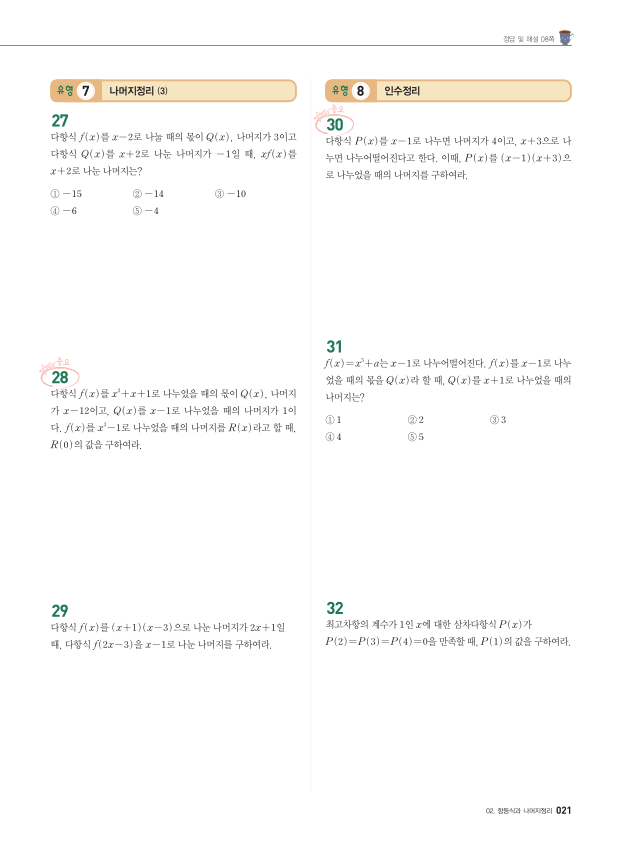 정답 및 해설 08쪽
유형 7 나머지정리 (3)
27
다항식 f(x)를 x-2로 나눌 때의 몫이 Q(x), 나머지가 3이고
다항식 Q(x)를 x+2로 나눈 나머지가 -1일 때, xf(x)를
x+2로 나눈 나머지는?
① -15 ② -14 ③ -10
④ -6 ⑤ -4
중요
28
다항식 f(x)를 x²+x+1로 나누었을 때의 몫이 Q(x), 나머지
가 x-12이고, Q(x)를 x-1로 나누었을 때의 나머지가 1이
다. f(x)를 x³-1로 나누었을 때의 나머지를 R(x)라고 할 때,
R(0)의 값을 구하여라.
29
다항식 f(x)를 (x+1)(x-3)으로 나눈 나머지가 2x+1일
때, 다항식 f(2x-3)을 x-1로 나눈 나머지를 구하여라.
유형 8 인수정리
중요
30
다항식 P(x)를 x-1로 나누면 나머지가 4이고, x+3으로 나
누면 나누어떨어진다고 한다. 이때, P(x)를 (x-1)(x+3)으
로 나누었을 때의 나머지를 구하여라.
31
f(x)=x³+a는 x-1로 나누어떨어진다. f(x)를 x-1로 나누
었을 때의 몫을 Q(x)라 할 때, Q(x)를 x+1로 나누었을 때의
나머지는?
① 1 ② 2 ③ 3
④ 4 ⑤ 5
32
최고차항의 계수가 1인 x에 대한 삼차다항식 P(x)가
P(2)=P(3)=P(4)=0을 만족할 때, P(1)의 값을 구하여라.
02. 항등식과 나머지정리 021